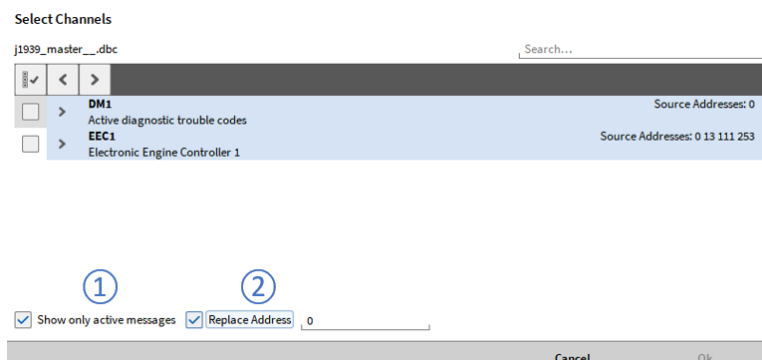 Select Channels
j1939_master__.dbc
Search...
DM1
Source Addresses: 0
Active diagnostic trouble codes
EEC1
Source Addresses: 0 13 111 253
Electronic Engine Controller 1
1 2
Show only active messages Replace Address 0
Cancel Ok